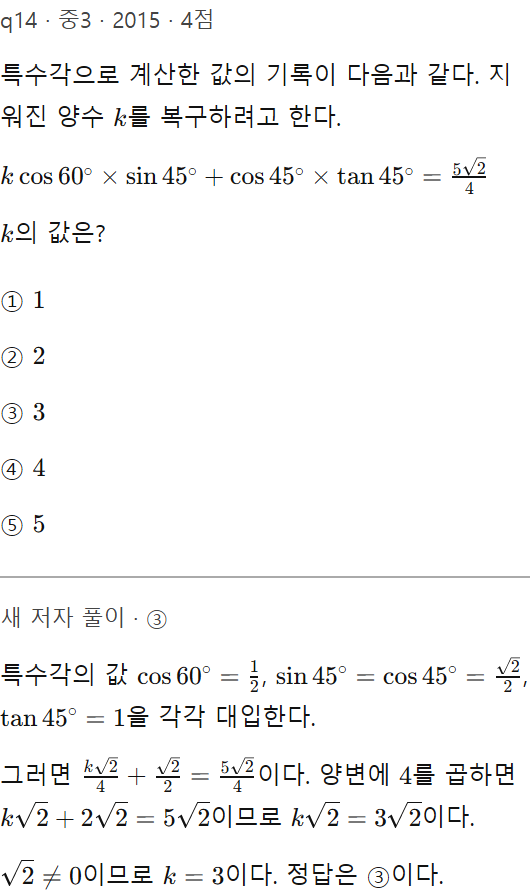 q14 · 중3 · 2015 · 4점
특수각으로 계산한 값의 기록이 다음과 같다. 지
워진 양수 k를 복구하려고 한다.
k cos 60° × sin 45° + cos 45° × tan 45° = 5√2/4
k의 값은?
① 1
② 2
③ 3
④ 4
⑤ 5
새 저자 풀이 · ③
특수각의 값 cos 60° = 1/2, sin 45° = cos 45° = √2/2,
tan 45° = 1을 각각 대입한다.
그러면 k√2/4 + √2/2 = 5√2/4이다. 양변에 4를 곱하면
k√2 + 2√2 = 5√2이므로 k√2 = 3√2이다.
√2 ≠ 0이므로 k = 3이다. 정답은 ③이다.